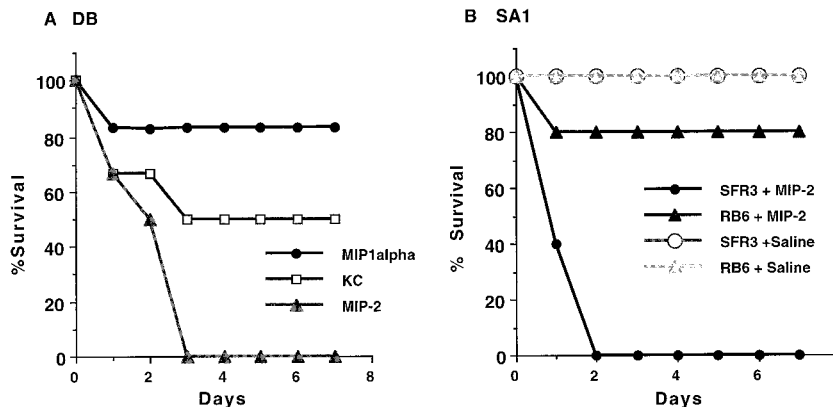 A DB
%Survival
100
80
60
40
20
0
0
2
4
6
8
Days
MIP1alpha
KC
MIP-2
B SA1
% Survival
100
80
60
40
20
0
0
2
4
6
Days
SFR3 + MIP-2
RB6 + MIP-2
SFR3 +Saline
RB6 + Saline